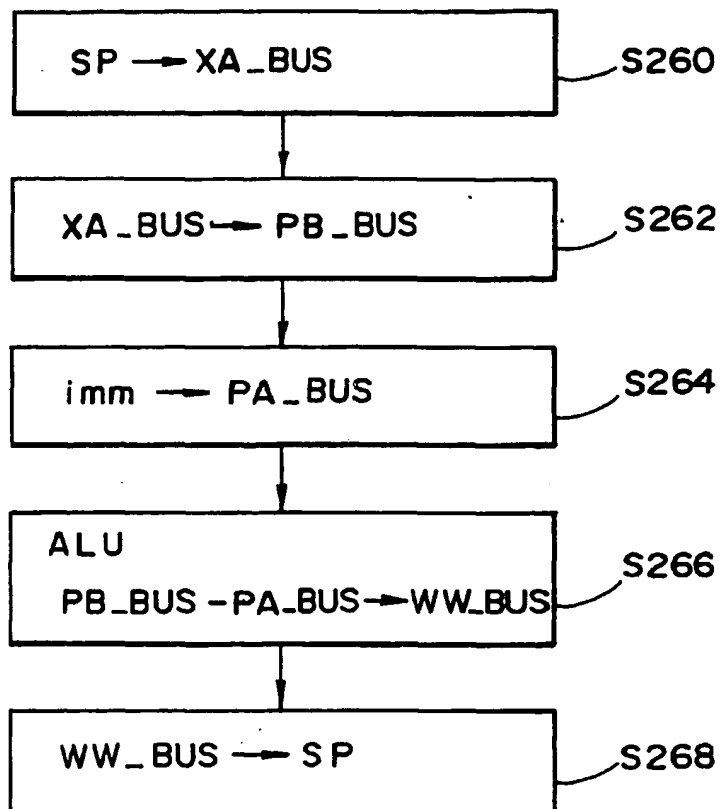 SP → XA_BUS
S260
XA_BUS → PB_BUS
S262
imm → PA_BUS
S264
ALU
PB_BUS - PA_BUS → WW_BUS
S266
WW_BUS → SP
S268